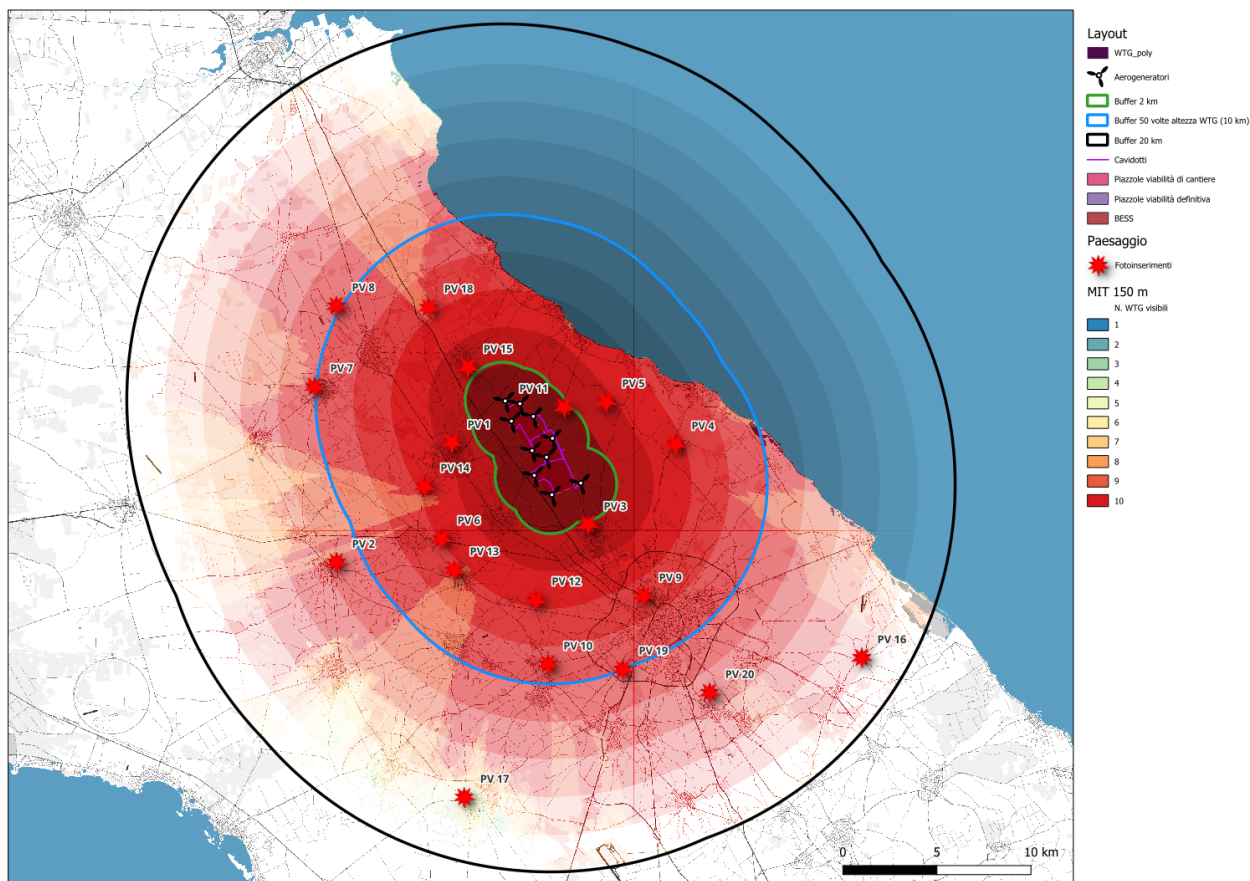 Layout
WTG_poly
Aerogeneratori
Buffer 2 km
Buffer 50 volte altezza WTG (10 km)
Buffer 20 km
Cavidotti
Piazzole viabilità di cantiere
Piazzole viabilità definitiva
BESS
Paesaggio
Fotoinserimenti
MIT 150 m
N. WTG visibili
1
2
3
4
5
6
7
8
9
10
PV 8
PV 18
PV 15
PV 7
PV 11
PV 5
PV 1
PV 4
PV 14
PV 3
PV 6
PV 2
PV 13
PV 12
PV 9
PV 10
PV 19
PV 16
PV 20
PV 17
0 5 10 km